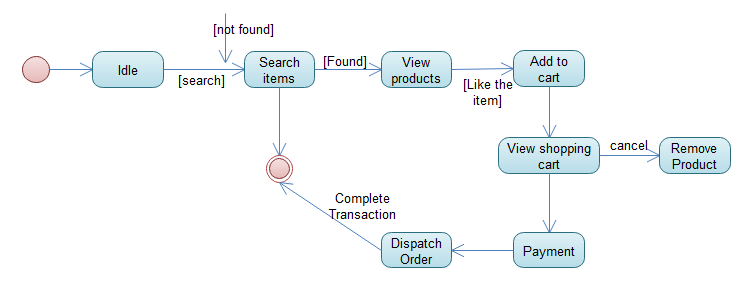 [not found]
Idle
[search]
Search
items
[Found]
View
products
[Like the
item]
Add to
cart
View shopping
cart
cancel
Remove
Product
Complete
Transaction
Dispatch
Order
Payment